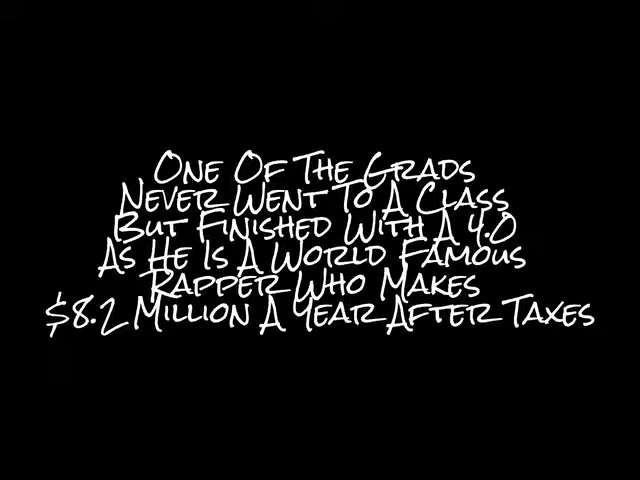 One Of The Grads
Never Went To A Class
But Finished With A 4.0
As He Is A World Famous
Rapper Who Makes
$8.2 Million A Year After Taxes